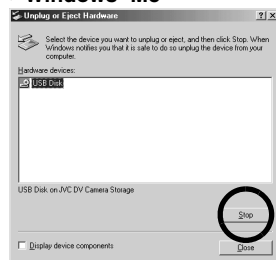 Unplug or Eject Hardware
Select the device you want to unplug or eject, and then click Stop. When
Windows notifies you that it is safe to do so unplug the device from your
computer.
Hardware devices:
USB Disk
USB Disk on JVC DV Camera Storage
Stop
Display device components
Close